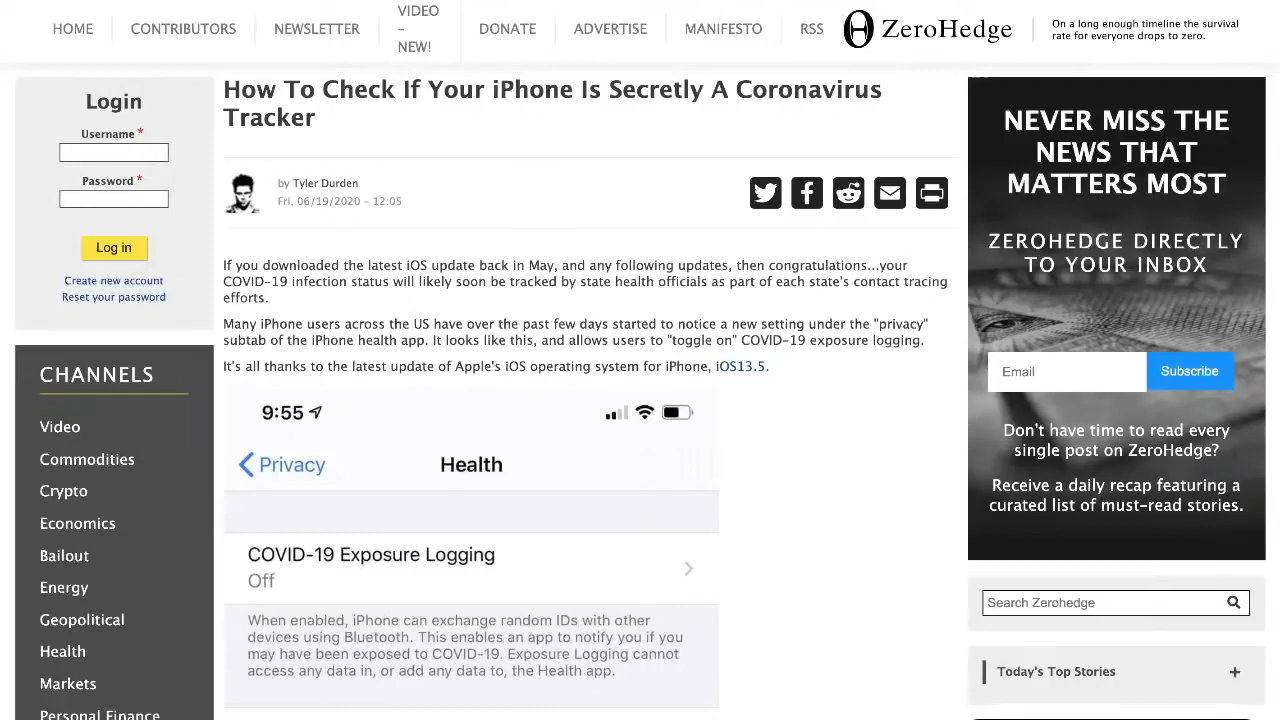 HOME
CONTRIBUTORS
NEWSLETTER
VIDEO
-
NEW!
DONATE
ADVERTISE
MANIFESTO
RSS
ZeroHedge
On a long enough timeline the survival
rate for everyone drops to zero.
Login
Username *
Password *
Log in
Create new account
Reset your password
CHANNELS
Video
Commodities
Crypto
Economics
Bailout
Energy
Geopolitical
Health
Markets
Personal Finance
How To Check If Your iPhone Is Secretly A Coronavirus
Tracker
by Tyler Durden
Fri, 06/19/2020 - 12:05
If you downloaded the latest iOS update back in May, and any following updates, then congratulations...your
COVID-19 infection status will likely soon be tracked by state health officials as part of each state's contact tracing
efforts.
Many iPhone users across the US have over the past few days started to notice a new setting under the "privacy"
subtab of the iPhone health app. It looks like this, and allows users to "toggle on" COVID-19 exposure logging.
It's all thanks to the latest update of Apple's iOS operating system for iPhone, iOS13.5.
9:55
Privacy
Health
COVID-19 Exposure Logging
Off
When enabled, iPhone can exchange random IDs with other
devices using Bluetooth. This enables an app to notify you if you
may have been exposed to COVID-19. Exposure Logging cannot
access any data in, or add any data to, the Health app.
NEVER MISS THE
NEWS THAT
MATTERS MOST
ZEROHEDGE DIRECTLY
TO YOUR INBOX
Email
Subscribe
Don't have time to read every
single post on ZeroHedge?
Receive a daily recap featuring a
curated list of must-read stories.
Search Zerohedge
Today's Top Stories
+